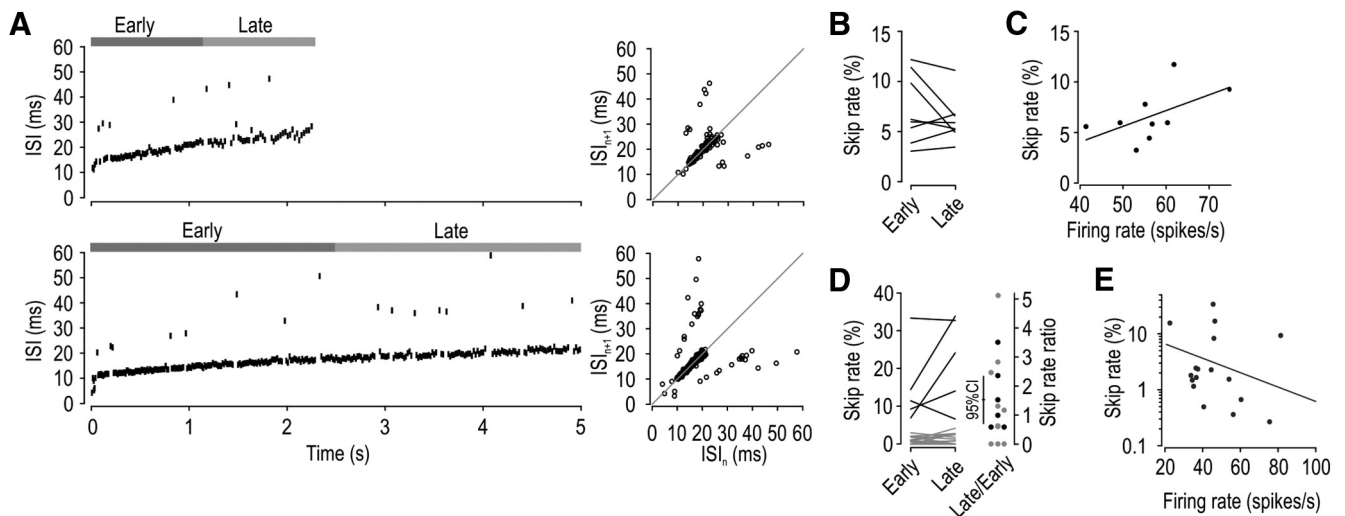 A
Early
Late
60
50
40
30
20
10
0
ISI (ms)
60
50
40
30
20
10
0
ISIn+1 (ms)
B
15
10
5
0
Skip rate (%)
Early
Late
C
15
10
5
0
Skip rate (%)
40 50 60 70
Firing rate (spikes/s)
Early
Late
60
50
40
30
20
10
0
ISI (ms)
0 1 2 3 4 5
Time (s)
60
50
40
30
20
10
0
ISIn+1 (ms)
0 10 20 30 40 50 60
ISIn (ms)
D
40
30
20
10
0
Skip rate (%)
Early
Late
95%CI
5
4
3
2
1
0
Skip rate ratio
Late/Early
E
10
1
0.1
Skip rate (%)
20 40 60 80 100
Firing rate (spikes/s)